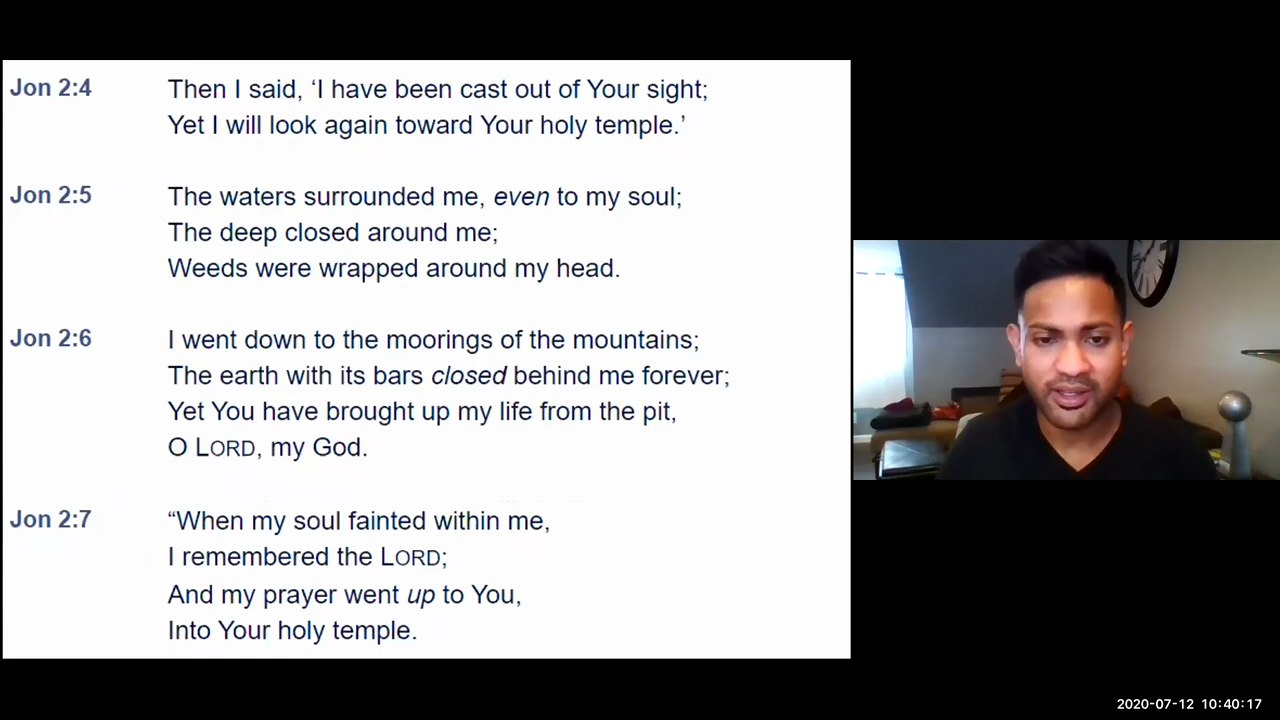 Jon 2:4 Then I said, ‘I have been cast out of Your sight;
Yet I will look again toward Your holy temple.’
Jon 2:5 The waters surrounded me, even to my soul;
The deep closed around me;
Weeds were wrapped around my head.
Jon 2:6 I went down to the moorings of the mountains;
The earth with its bars closed behind me forever;
Yet You have brought up my life from the pit,
O LORD, my God.
Jon 2:7 “When my soul fainted within me,
I remembered the LORD;
And my prayer went up to You,
Into Your holy temple.
2020-07-12 10:40:17